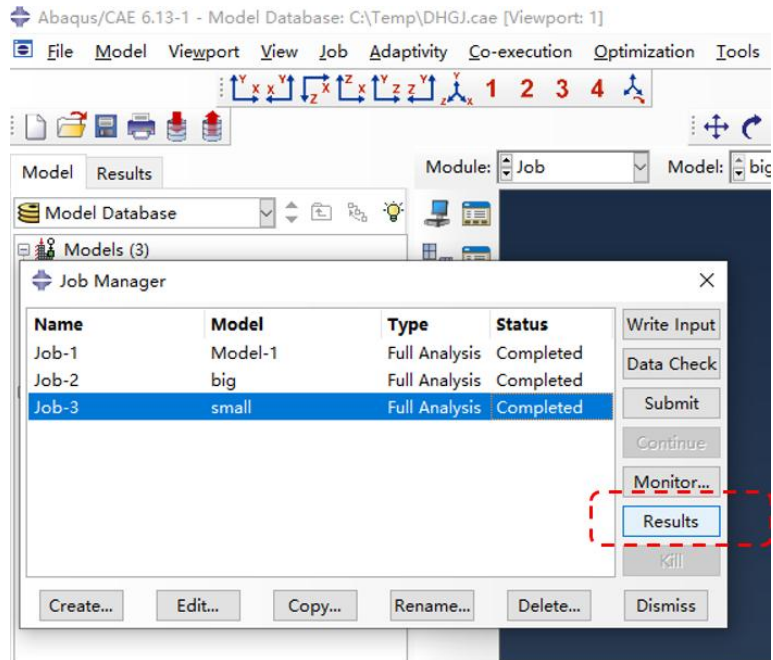 Abaqus/CAE 6.13-1 - Model Database: C:\Temp\DHGJ.cae [Viewport: 1]
File Model Viewport View Job Adaptivity Co-execution Optimization Tools
Y x x Y z x Z x Y z z Y Y z x 1 2 3 4
Model Results Module: Job Model: big
Model Database
Models (3)
Job Manager
Name Model Type Status Write Input
Job-1 Model-1 Full Analysis Completed
Data Check
Job-2 big Full Analysis Completed
Job-3 small Full Analysis Completed Submit
Continue
Monitor...
Results
Kill
Create... Edit... Copy... Rename... Delete... Dismiss